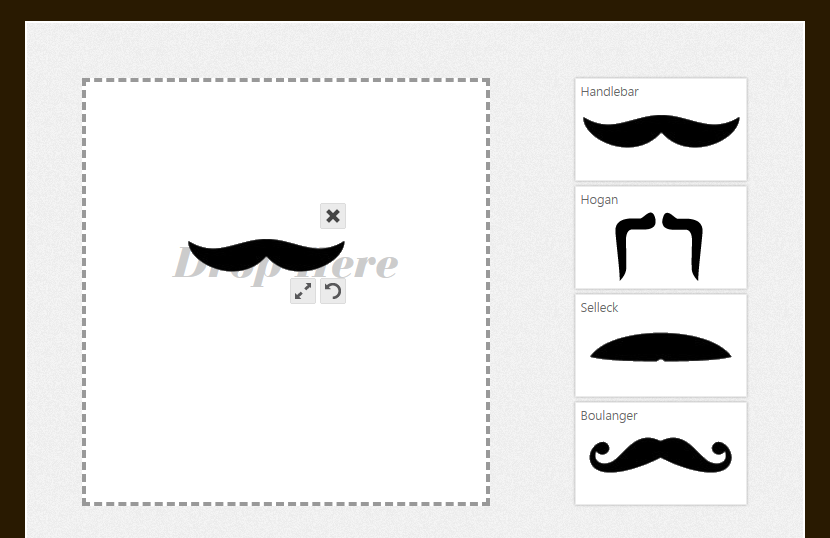 Drop Here
Handlebar
Hogan
Selleck
Boulanger